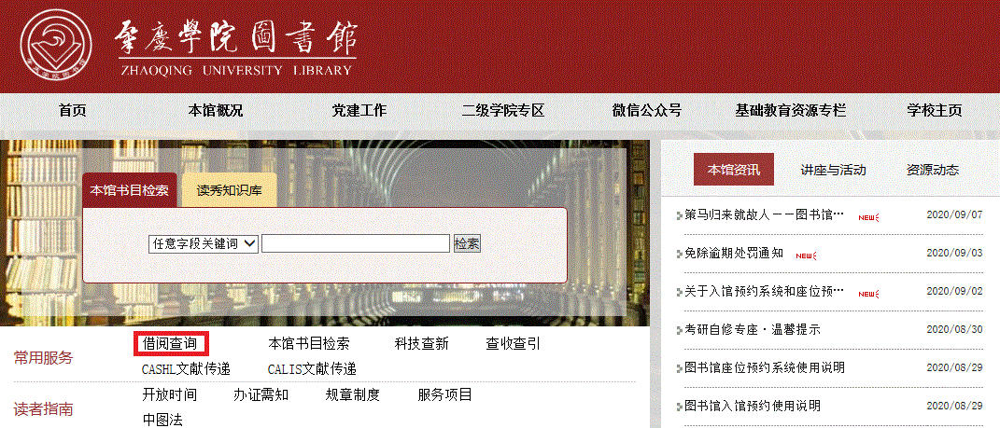 肇慶學院圖書館
ZHAOQING UNIVERSITY LIBRARY
首页 本馆概况 党建工作 二级学院专区 微信公众号 基础教育资源专栏 学校主页
本馆书目检索 读秀知识库
任意字段关键词 检索
本馆资讯 讲座与活动 资源动态
策马归来就故人——图书馆… NEW 2020/09/07
免除逾期处罚通知 NEW 2020/09/03
关于入馆预约系统和座位预… NEW 2020/09/02
考研自修专座·温馨提示 2020/08/30
图书馆座位预约系统使用说明 2020/08/29
图书馆入馆预约使用说明 2020/08/29
常用服务
借阅查询 本馆书目检索 科技查新 查收查引
CASHL文献传递 CALIS文献传递
读者指南
开放时间 办证需知 规章制度 服务项目
中图法